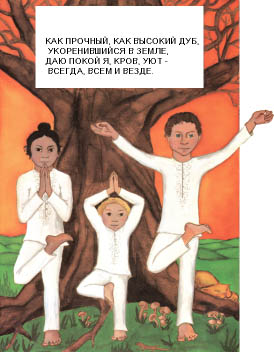 КАК ПРОЧНЫЙ, КАК ВЫСОКИЙ ДУБ,
УКОРЕНИВШИЙСЯ В ЗЕМЛЕ,
ДАЮ ПОКОЙ Я, КРОВ, УЮТ -
ВСЕГДА, ВСЕМ И ВЕЗДЕ.